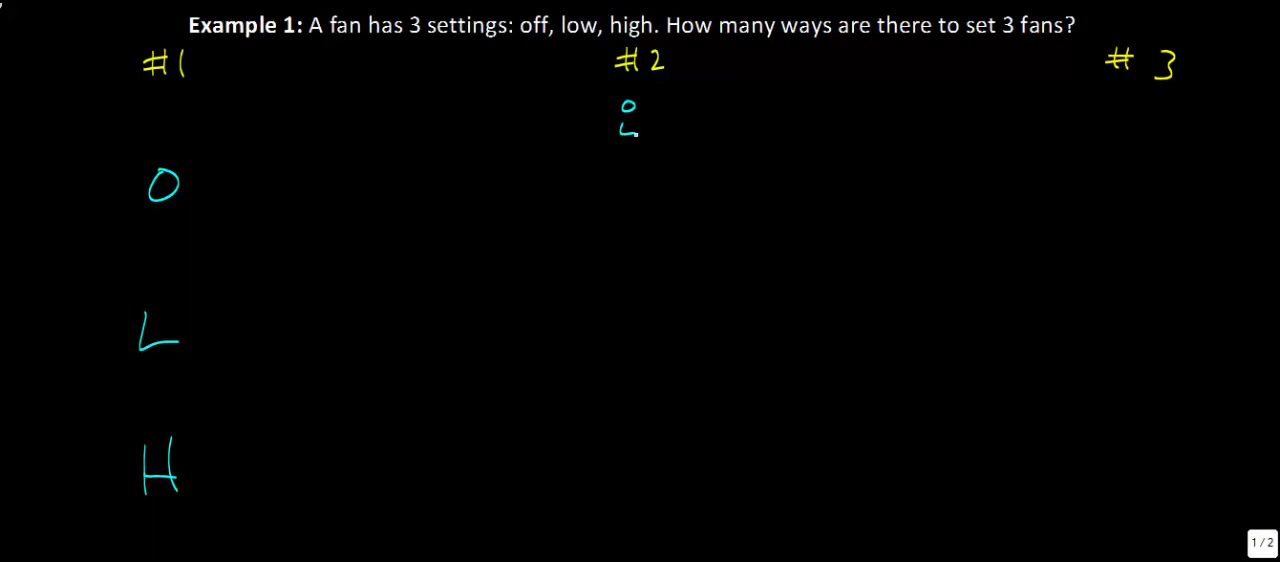 Example 1: A fan has 3 settings: off, low, high. How many ways are there to set 3 fans?
#1 #2 #3
O
L
O
L
H
1 / 2